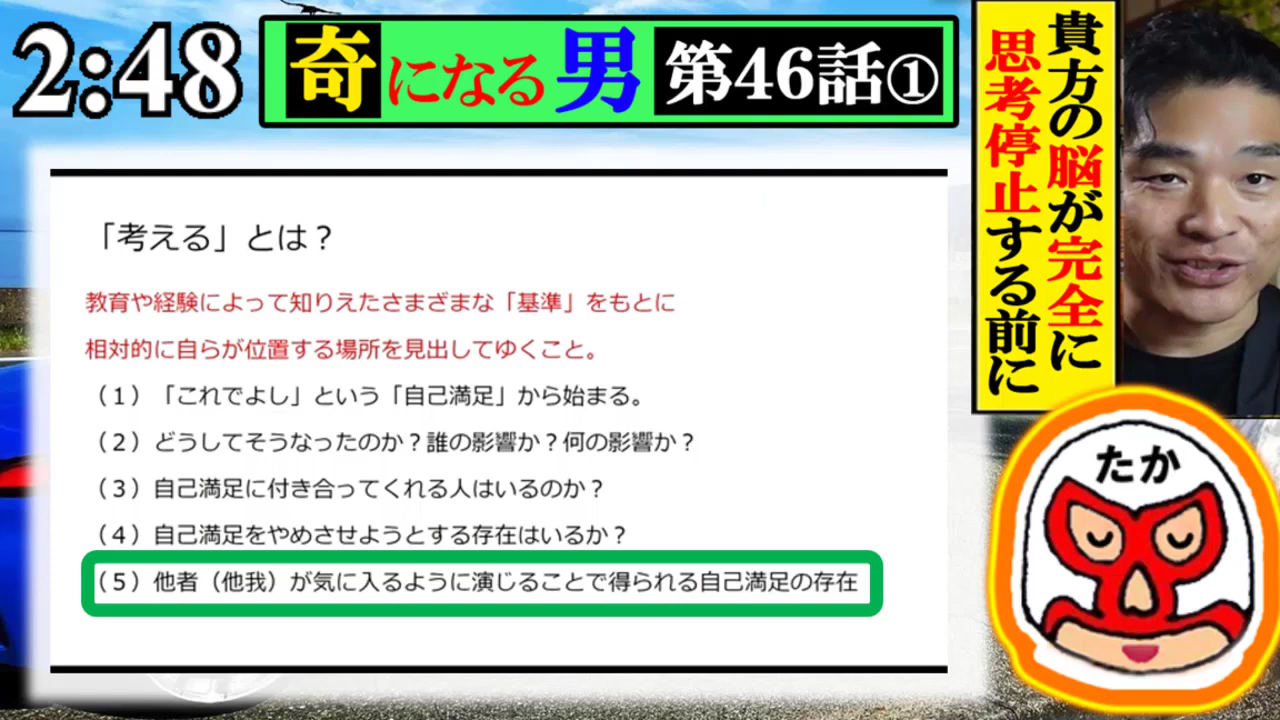 2:48
奇になる男 第46話①
貴方の脳が完全に
思考停止する前に
「考える」とは？
教育や経験によって知りえたさまざまな「基準」をもとに
相対的に自らが位置する場所を見出してゆくこと。
（１）「これでよし」という「自己満足」から始まる。
（２）どうしてそうなったのか？誰の影響か？何の影響か？
（３）自己満足に付き合ってくれる人はいるのか？
（４）自己満足をやめさせようとする存在はいるか？
（５）他者（他我）が気に入るように演じることで得られる自己満足の存在
たか